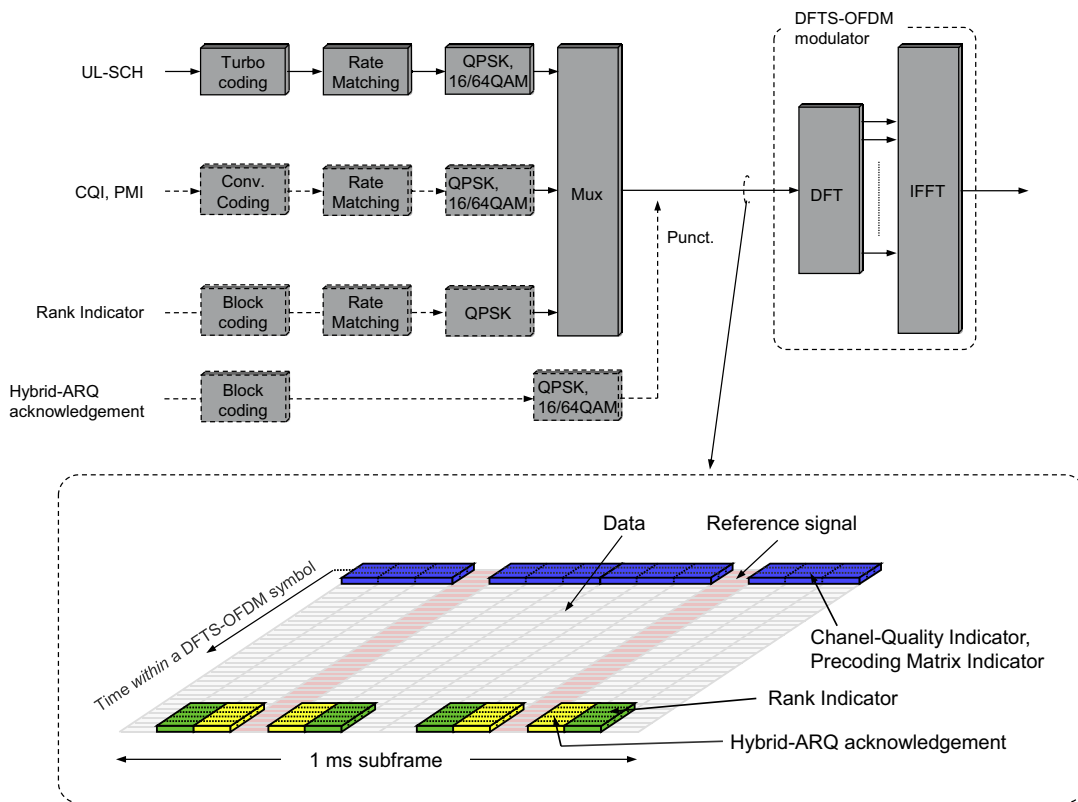 DFTS-OFDM
modulator
UL-SCH
Turbo
coding
Rate
Matching
QPSK,
16/64QAM
CQI, PMI
Conv.
Coding
Rate
Matching
QPSK,
16/64QAM
Mux
DFT
IFFT
Punct.
Rank Indicator
Block
coding
Rate
Matching
QPSK
Hybrid-ARQ
acknowledgement
Block
coding
QPSK,
16/64QAM
Data
Reference signal
Time within a DFTS-OFDM symbol
Chanel-Quality Indicator,
Precoding Matrix Indicator
Rank Indicator
Hybrid-ARQ acknowledgement
1 ms subframe